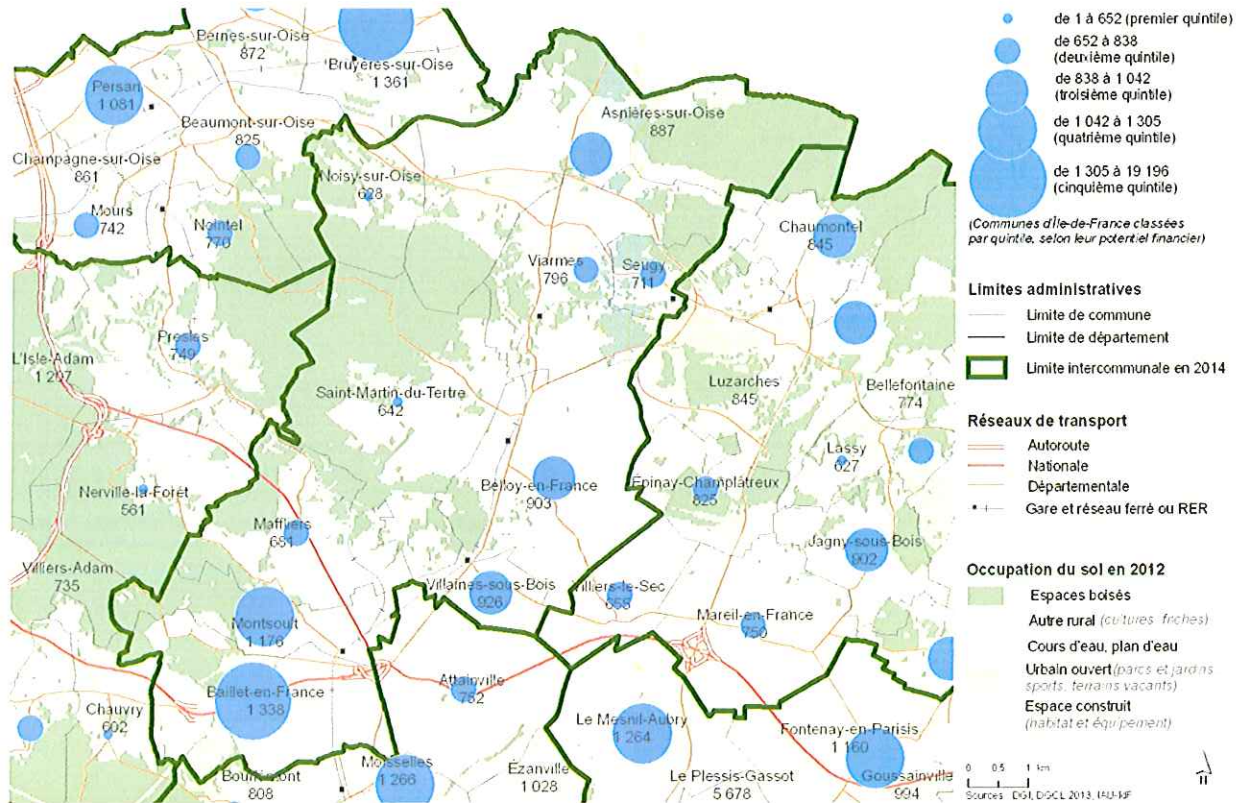 Bernes-sur-Oise
872
Bruyères-sur-Oise
1 361
Persan
1 081
Asnières-sur-Oise
887
Beaumont-sur-Oise
825
Champagne-sur-Oise
861
Noisy-sur-Oise
628
Mours
742
Nointel
770
Chaumontel
845
Viarmes
796
Seugy
711
Presles
749
L'Isle-Adam
1 207
Luzarches
845
Bellefontaine
774
Saint-Martin-du-Tertre
642
Lassy
627
Nerville-la-Forêt
561
Belloy-en-France
903
Épinay-Champlâtreux
825
Maffliers
681
Jagny-sous-Bois
902
Villiers-Adam
735
Villaines-sous-Bois
926
Villiers-le-Sec
658
Mareil-en-France
750
Montsoult
1 176
Baillet-en-France
1 338
Attainville
752
Chauvry
602
Le Mesnil-Aubry
1 264
Fontenay-en-Parisis
1 160
Moisselles
1 266
Bouffémont
808
Ézanville
1 028
Le Plessis-Gassot
5 678
Goussainville
994
de 1 à 652 (premier quintile)
de 652 à 838
(deuxième quintile)
de 838 à 1 042
(troisième quintile)
de 1 042 à 1 305
(quatrième quintile)
de 1 305 à 19 196
(cinquième quintile)
(Communes d'Île-de-France classées
par quintile, selon leur potentiel financier)
Limites administratives
Limite de commune
Limite de département
Limite intercommunale en 2014
Réseaux de transport
Autoroute
Nationale
Départementale
Gare et réseau ferré ou RER
Occupation du sol en 2012
Espaces boisés
Autre rural (cultures, friches)
Cours d'eau, plan d'eau
Urbain ouvert (parcs et jardins
sports, terrains vacants)
Espace construit
(habitat et équipement)
0 0.5 1 km
Sources : DGI, DGCL 2013, IAU-IdF
N